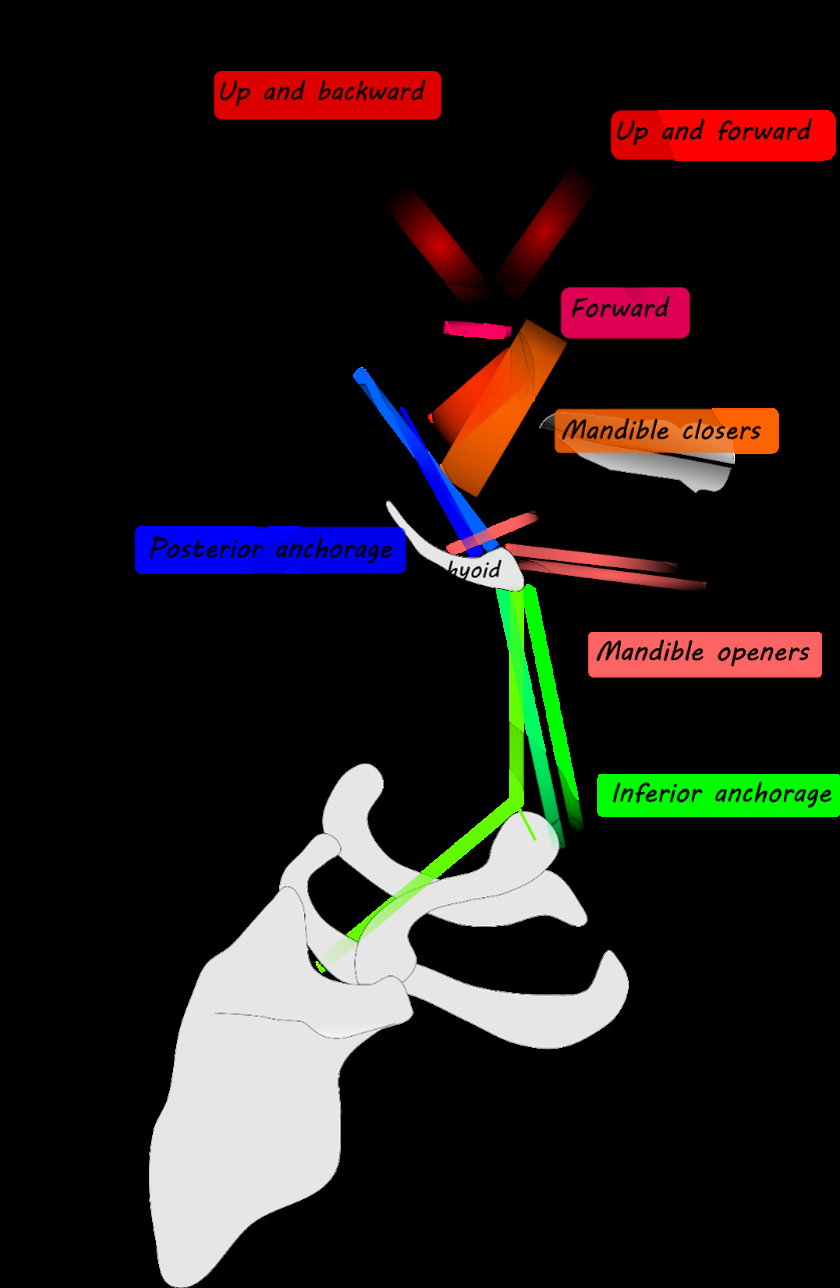 Up and backward
Up and forward
Forward
Mandible closers
Posterior anchorage
hyoid
Mandible openers
Inferior anchorage